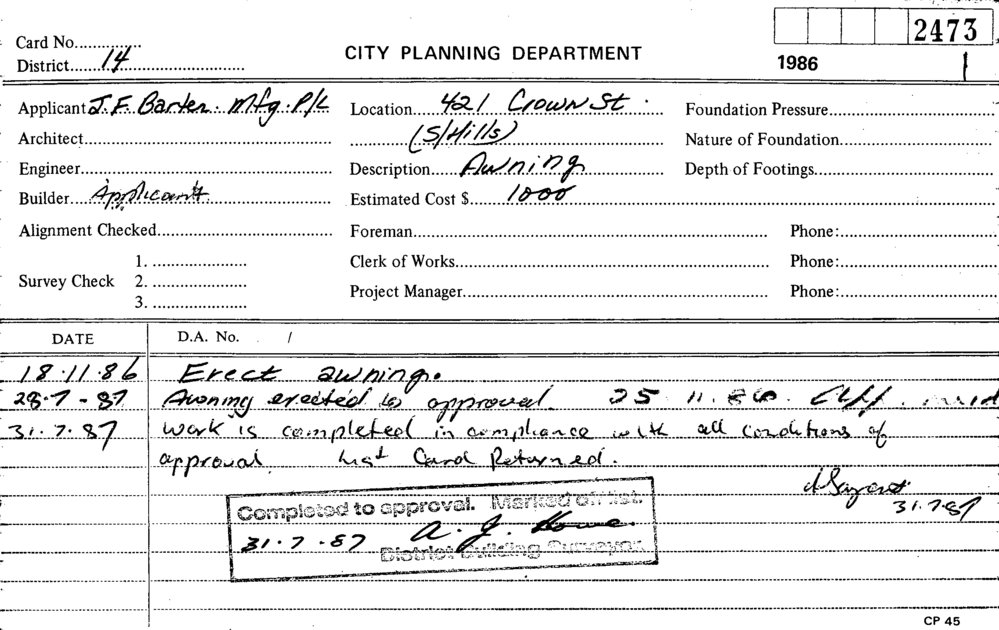 2473
Card No.
District 14
CITY PLANNING DEPARTMENT
1986 1
Applicant J.F. Barten. Mfg. P/L Location 421 Crown St. Foundation Pressure
Architect (S/Hills) Nature of Foundation
Engineer Description Awning Depth of Footings
Builder Applicant Estimated Cost $ 1000
Alignment Checked Foreman Phone:
Survey Check 1. Clerk of Works Phone:
2.
3. Project Manager Phone:
DATE D.A. No. /
18.11.86 Erect awning. 
28.7-87 Awning erected to approval. 25.11.86.
31.7.87 Work is completed in compliance with all conditions of
approval. List Card Returned.
31.7.87
Completed to approval. Marked off list.
31.7.87 A. J. Howe.
District Building Surveyor.
CP 45